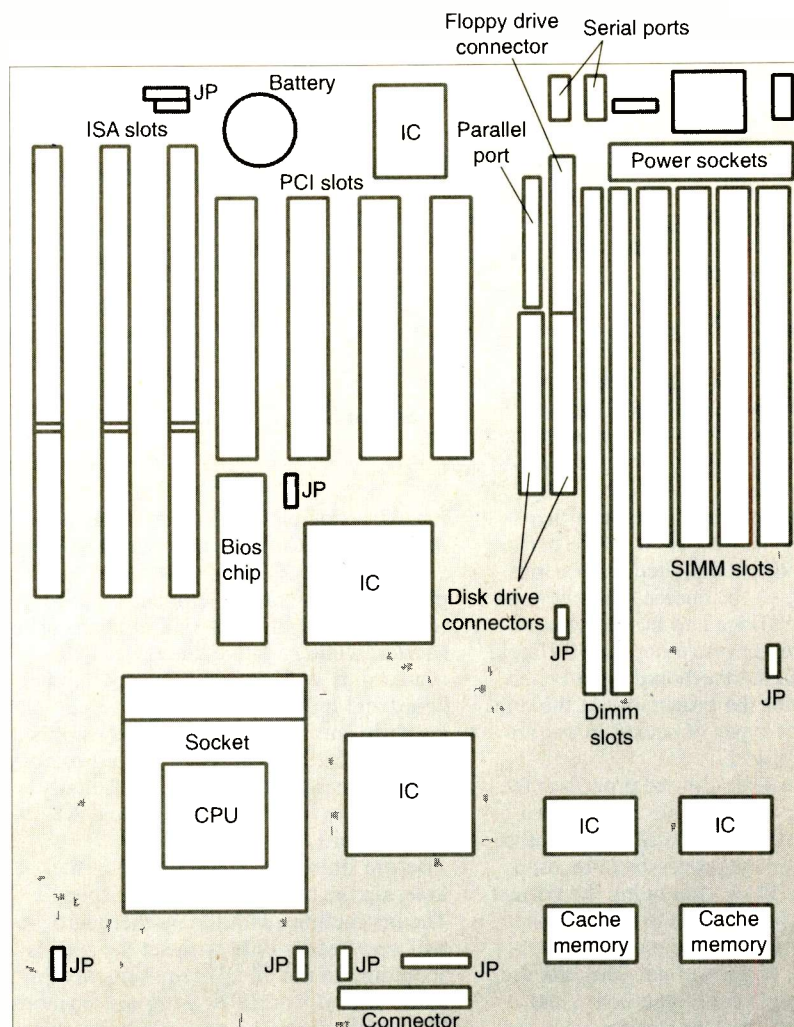 Floppy drive
connector
Serial ports
JP
Battery
ISA slots
IC
Parallel
port
Power sockets
PCI slots
JP
Bios
chip
IC
Disk drive
connectors
SIMM slots
JP
JP
Dimm
slots
Socket
CPU
IC
IC
IC
Cache
memory
Cache
memory
JP
JP
JP
JP
Connector